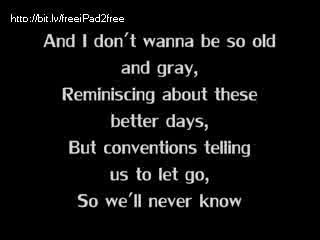 http://bit.lv/freeiPad2free
And I don't wanna be so old
and gray,
Reminiscing about these
better days,
But conventions telling
us to let go,
So we'll never know